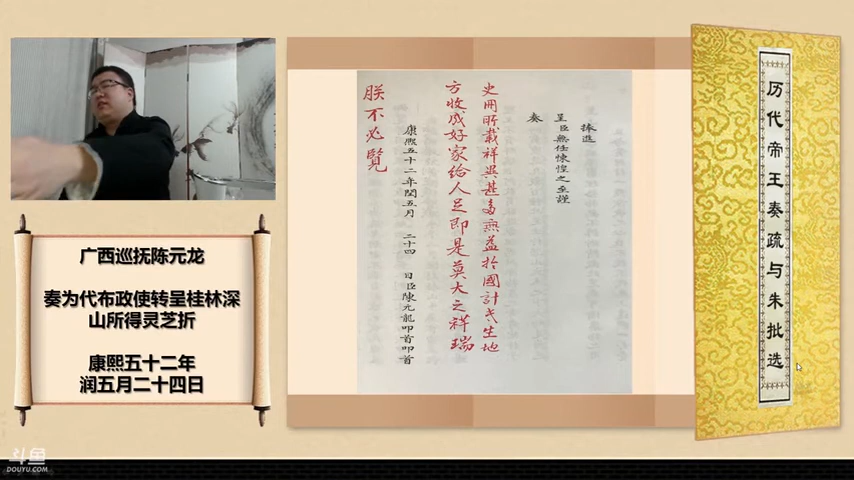 广西巡抚陈元龙
奏为代布政使转呈桂林深
山所得灵芝折
康熙五十二年
润五月二十四日
捧進
呈臣無任悚惶之至謹
奏
史冊所載祥異甚多無益於國計民生地
方收成好家給人足即是莫大之祥瑞
康熙五十二年閏五月 二十四 日臣陳元龍叩首叩首
朕不必覽
历代帝王奏疏与朱批选
斗鱼
DOUYU.COM